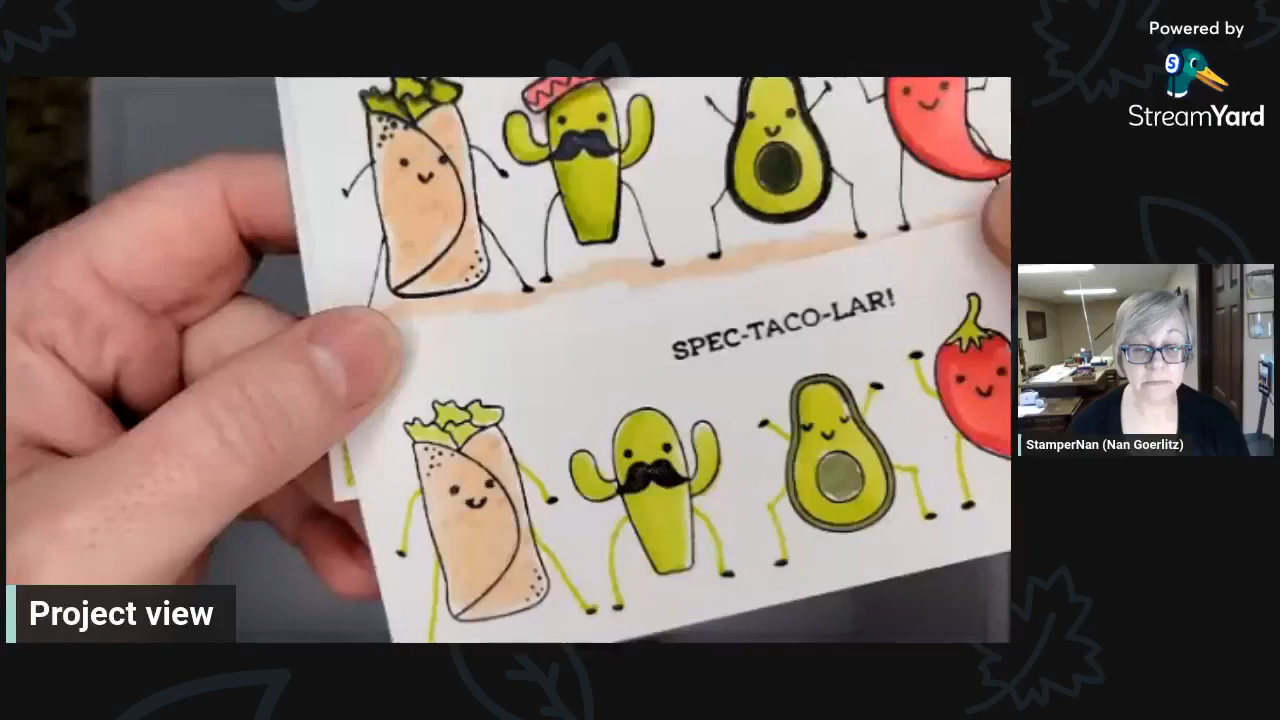 Powered by
S
StreamYard
SPEC-TACO-LAR!
StamperNan (Nan Goerlitz)
Project view